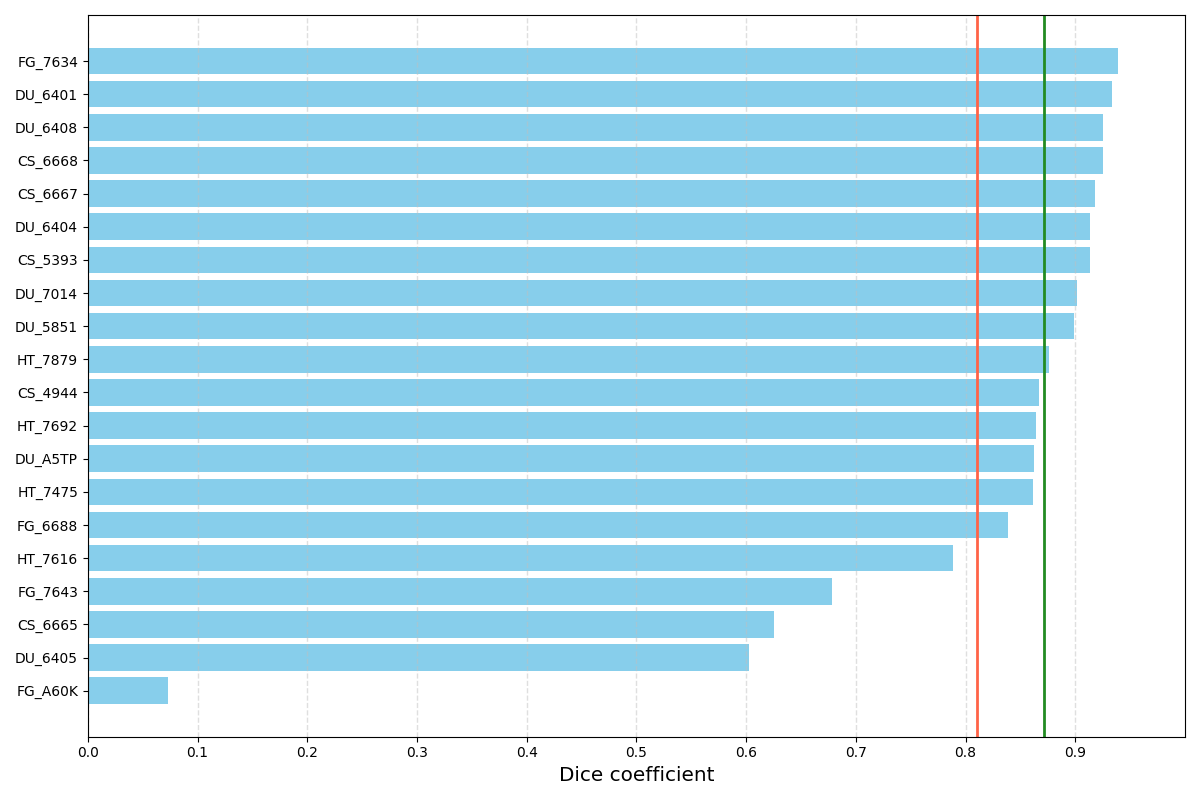 FG_7634
DU_6401
DU_6408
CS_6668
CS_6667
DU_6404
CS_5393
DU_7014
DU_5851
HT_7879
CS_4944
HT_7692
DU_A5TP
HT_7475
FG_6688
HT_7616
FG_7643
CS_6665
DU_6405
FG_A60K
0.0 0.1 0.2 0.3 0.4 0.5 0.6 0.7 0.8 0.9
Dice coefficient